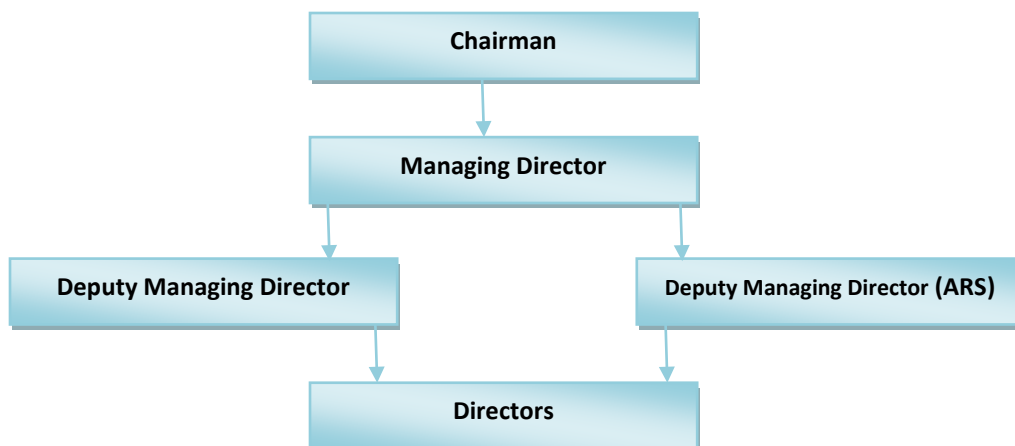 Chairman
Managing Director
Deputy Managing Director
Deputy Managing Director (ARS)
Directors